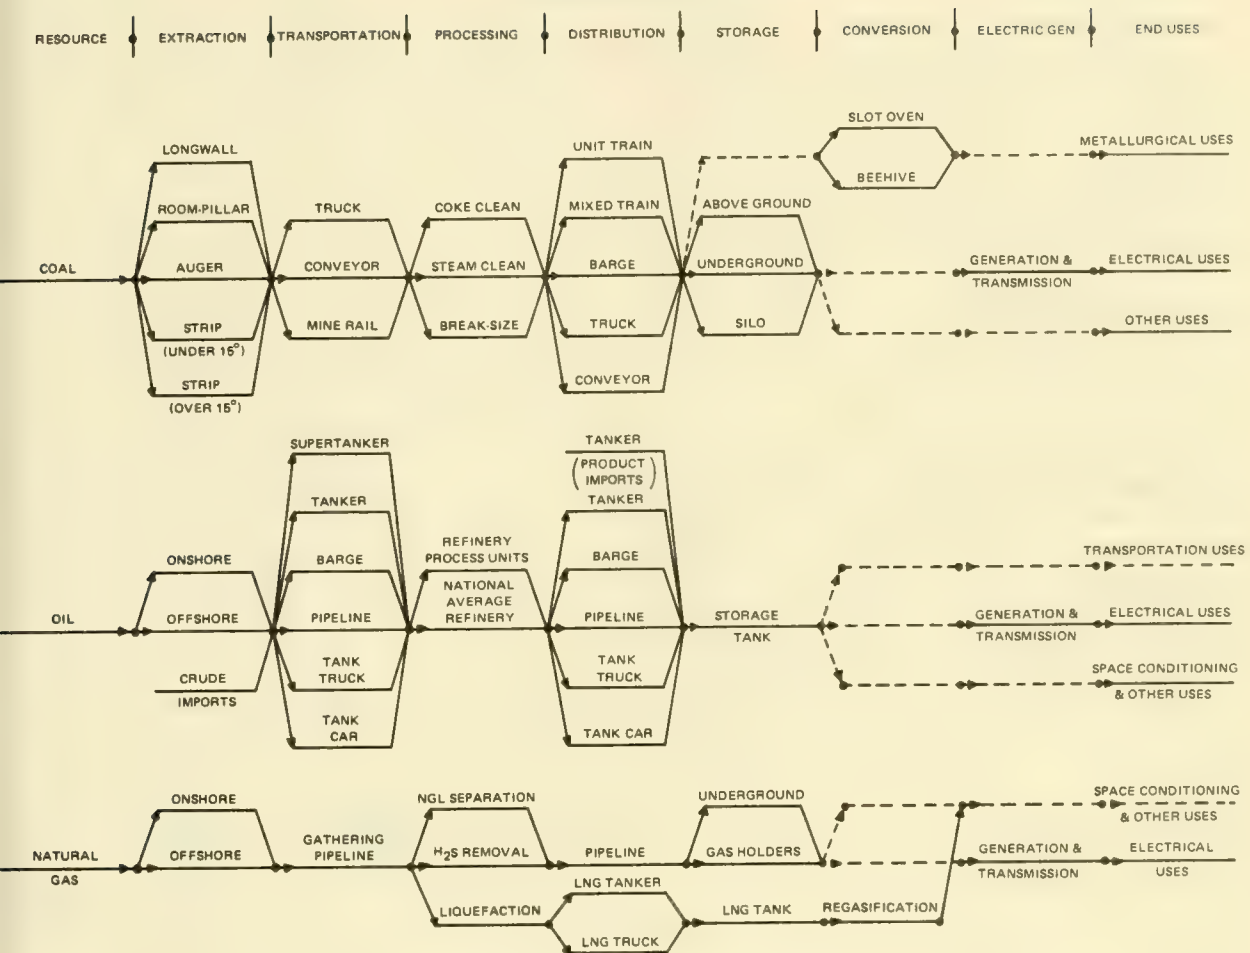 RESOURCE EXTRACTION TRANSPORTATION PROCESSING DISTRIBUTION STORAGE CONVERSION ELECTRIC GEN END USES
SLOT OVEN
METALLURGICAL USES
LONGWALL UNIT TRAIN
BEEHIVE
ROOM-PILLAR TRUCK COKE CLEAN MIXED TRAIN ABOVE GROUND
COAL AUGER CONVEYOR STEAM CLEAN BARGE UNDERGROUND GENERATION & ELECTRICAL USES
TRANSMISSION
STRIP MINE RAIL BREAK-SIZE TRUCK SILO OTHER USES
(UNDER 15°)
STRIP CONVEYOR
(OVER 15°)
SUPERTANKER TANKER
(PRODUCT
IMPORTS)
TANKER TANKER
REFINERY
PROCESS UNITS
TRANSPORTATION USES
ONSHORE BARGE BARGE
NATIONAL
AVERAGE
REFINERY
OIL OFFSHORE PIPELINE PIPELINE STORAGE GENERATION & ELECTRICAL USES
TANK TRANSMISSION
TANK TANK
TRUCK TRUCK
SPACE CONDITIONING
& OTHER USES
CRUDE
IMPORTS
TANK TANK CAR
CAR
ONSHORE NGL SEPARATION UNDERGROUND SPACE CONDITIONING
& OTHER USES
NATURAL OFFSHORE GATHERING H₂S REMOVAL PIPELINE GAS HOLDERS GENERATION & ELECTRICAL
GAS PIPELINE TRANSMISSION USES
LNG TANKER
LIQUEFACTION LNG TANK REGASIFICATION
LNG TRUCK